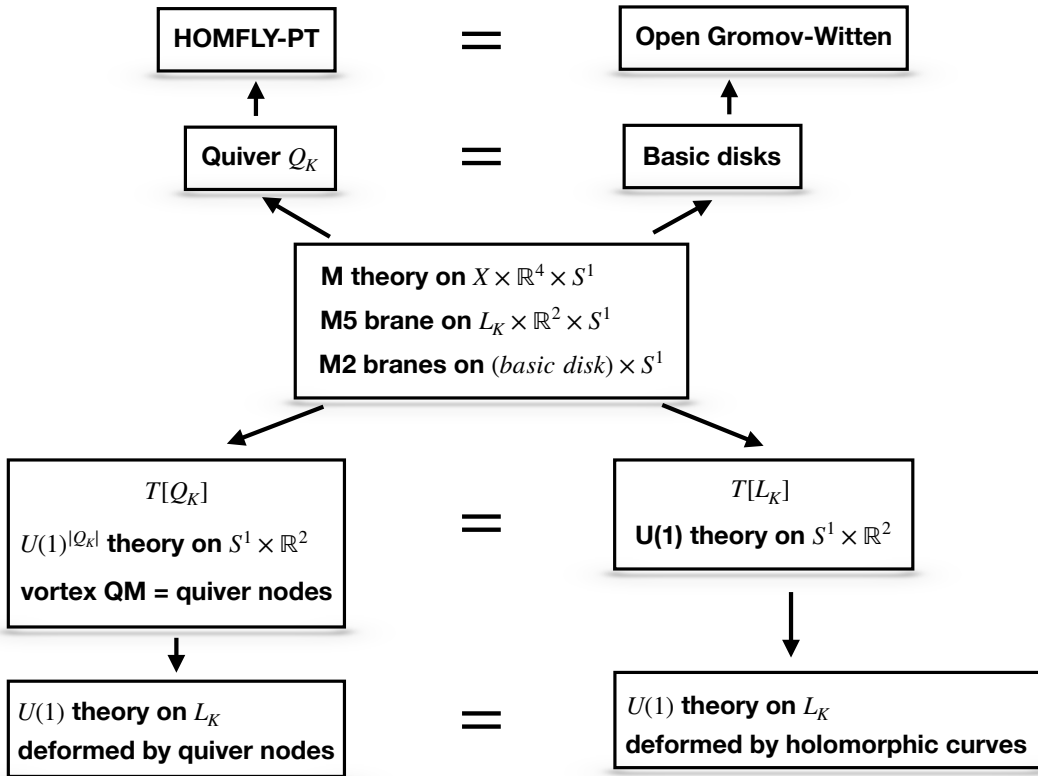 HOMFLY-PT = Open Gromov-Witten
Quiver Q_K = Basic disks
M theory on X × ℝ⁴ × S¹
M5 brane on L_K × ℝ² × S¹
M2 branes on (basic disk) × S¹
T[Q_K]
U(1)^{|Q_K|} theory on S¹ × ℝ²
vortex QM = quiver nodes
=
T[L_K]
U(1) theory on S¹ × ℝ²
U(1) theory on L_K
deformed by quiver nodes
=
U(1) theory on L_K
deformed by holomorphic curves